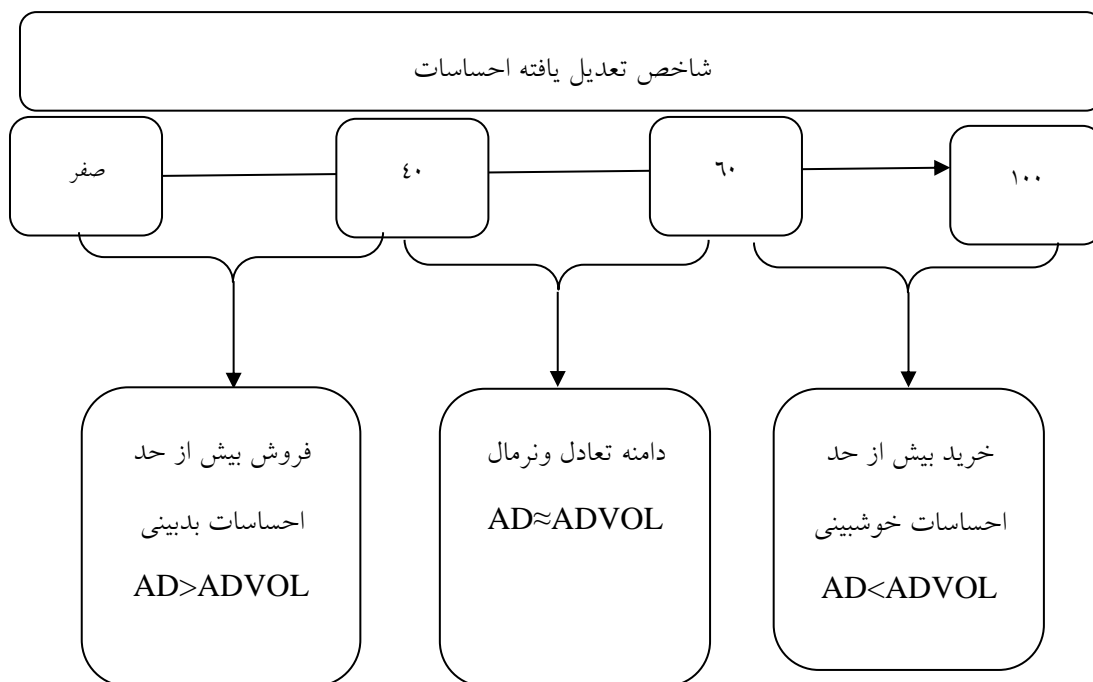 شاخص تعدیل یافته احساسات
صفر
٤٠
٦٠
١٠٠
فروش بیش از حد
احساسات بدبینی
AD>ADVOL
دامنه تعادل ونرمال
AD≈ADVOL
خرید بیش از حد
احساسات خوشبینی
AD<ADVOL